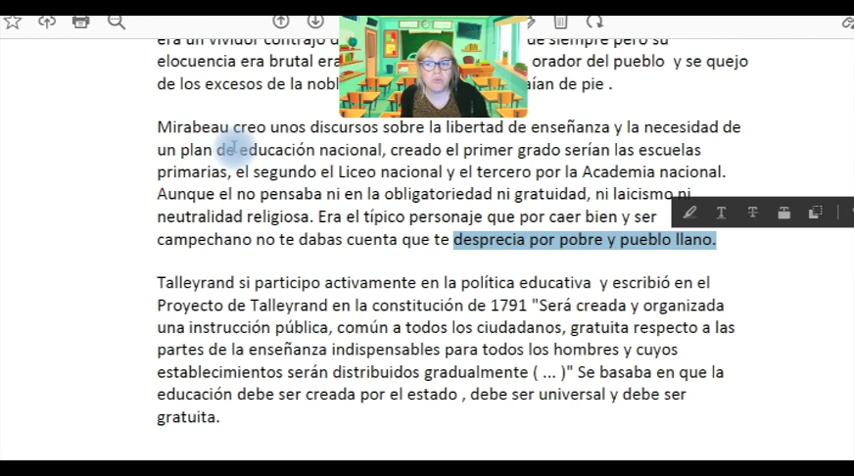 era un vividor contrajo de siempre pero su
elocuencia era brutal era orador del pueblo y se quejo
de los excesos de la nobl aían de pie .
Mirabeau creo unos discursos sobre la libertad de enseñanza y la necesidad de
un plan de educación nacional, creado el primer grado serían las escuelas
primarias, el segundo el Liceo nacional y el tercero por la Academia nacional.
Aunque el no pensaba ni en la obligatoriedad ni gratuidad, ni laicismo ni
neutralidad religiosa. Era el típico personaje que por caer bien y ser
campechano no te dabas cuenta que te desprecia por pobre y pueblo llano.
Talleyrand si participo activamente en la política educativa y escribió en el
Proyecto de Talleyrand en la constitución de 1791 "Será creada y organizada
una instrucción pública, común a todos los ciudadanos, gratuita respecto a las
partes de la enseñanza indispensables para todos los hombres y cuyos
establecimientos serán distribuidos gradualmente ( ... )" Se basaba en que la
educación debe ser creada por el estado , debe ser universal y debe ser
gratuita.